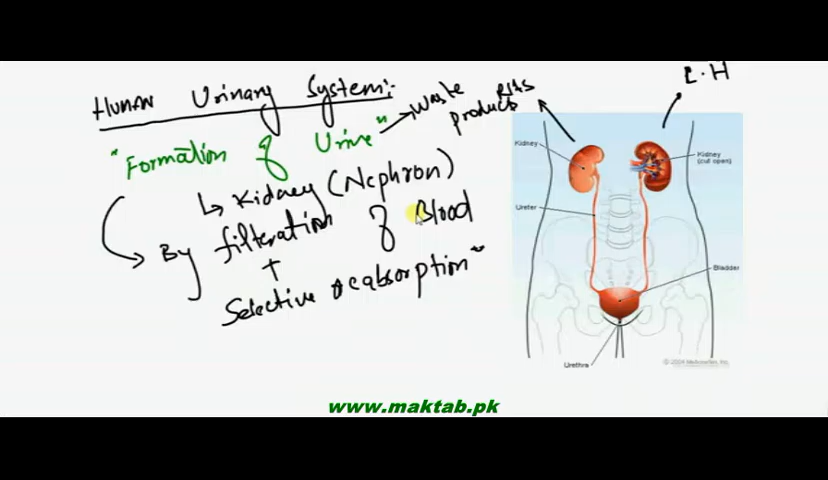 HUMAN Urinary System:-
"Formation of Urine"
Waste
product
L.H
Kidney (Nephron)
By filteration of Blood
+
Selective reabsorption"
Kidney
Kidney
(cut open)
Ureter
Bladder
Urethra
www.maktab.pk